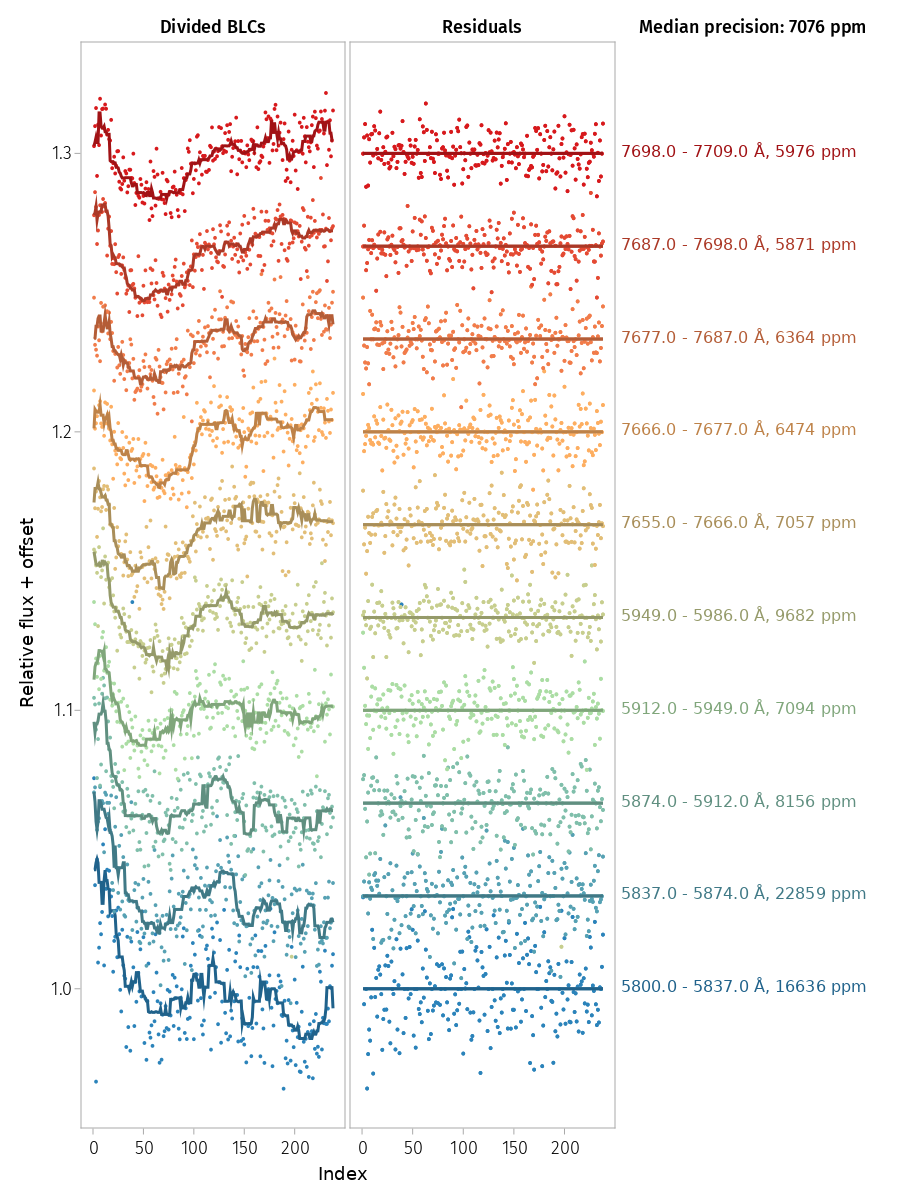 Divided BLCs
Residuals
Median precision: 7076 ppm
Relative flux + offset
1.3
1.2
1.1
1.0
7698.0 - 7709.0 Å, 5976 ppm
7687.0 - 7698.0 Å, 5871 ppm
7677.0 - 7687.0 Å, 6364 ppm
7666.0 - 7677.0 Å, 6474 ppm
7655.0 - 7666.0 Å, 7057 ppm
5949.0 - 5986.0 Å, 9682 ppm
5912.0 - 5949.0 Å, 7094 ppm
5874.0 - 5912.0 Å, 8156 ppm
5837.0 - 5874.0 Å, 22859 ppm
5800.0 - 5837.0 Å, 16636 ppm
0 50 100 150 200
0 50 100 150 200
Index